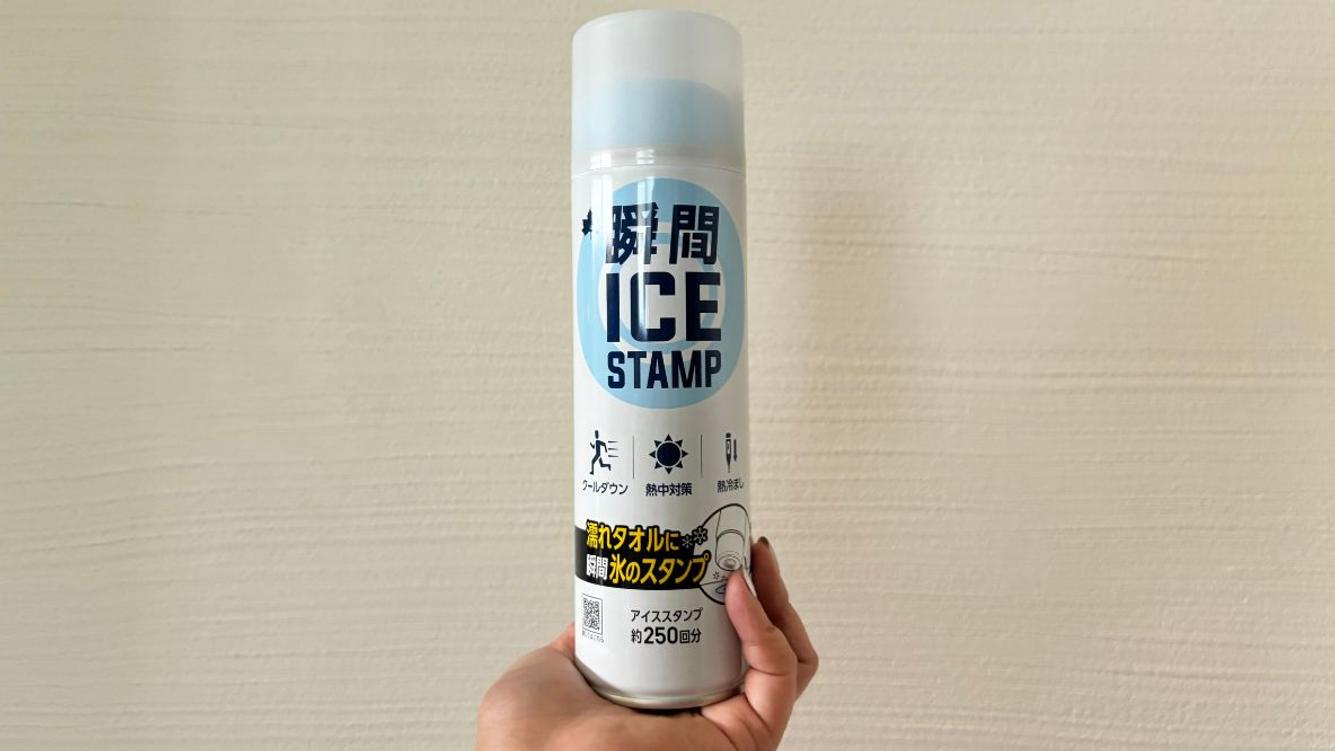 瞬間
ICE
STAMP
クールダウン
熱中対策
熱冷まし
濡れタオルに
瞬間氷のスタンプ
アイススタンプ
約250回分